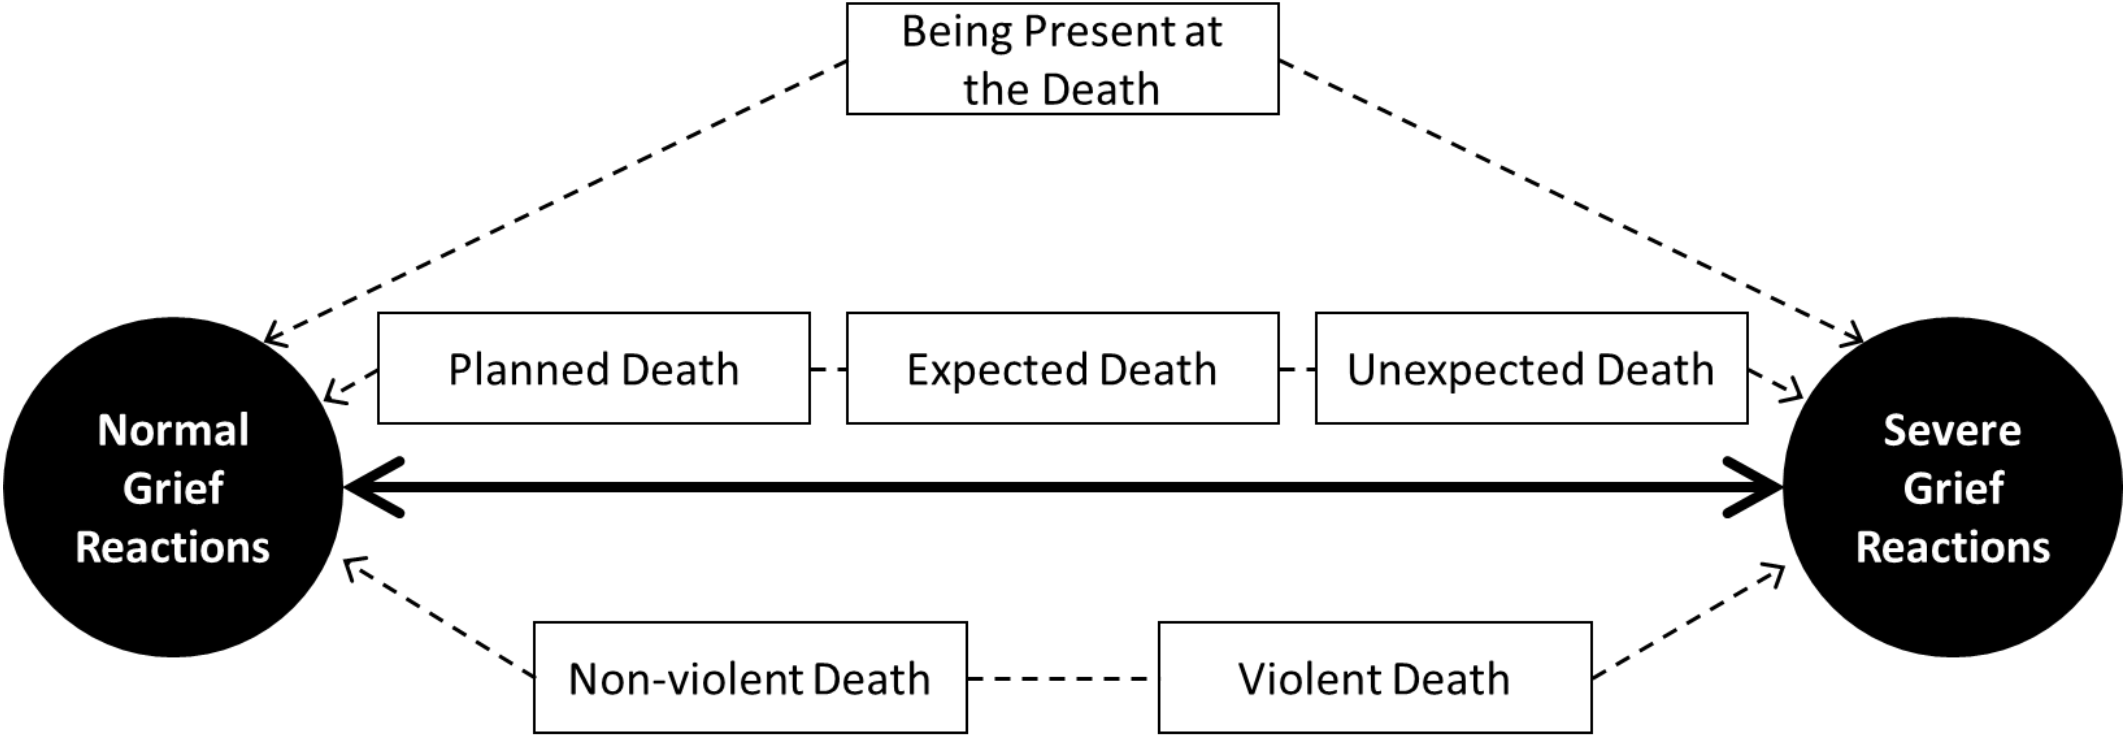 Being Present at
the Death
Planned Death
Expected Death
Unexpected Death
Normal
Grief
Reactions
Severe
Grief
Reactions
Non-violent Death
Violent Death